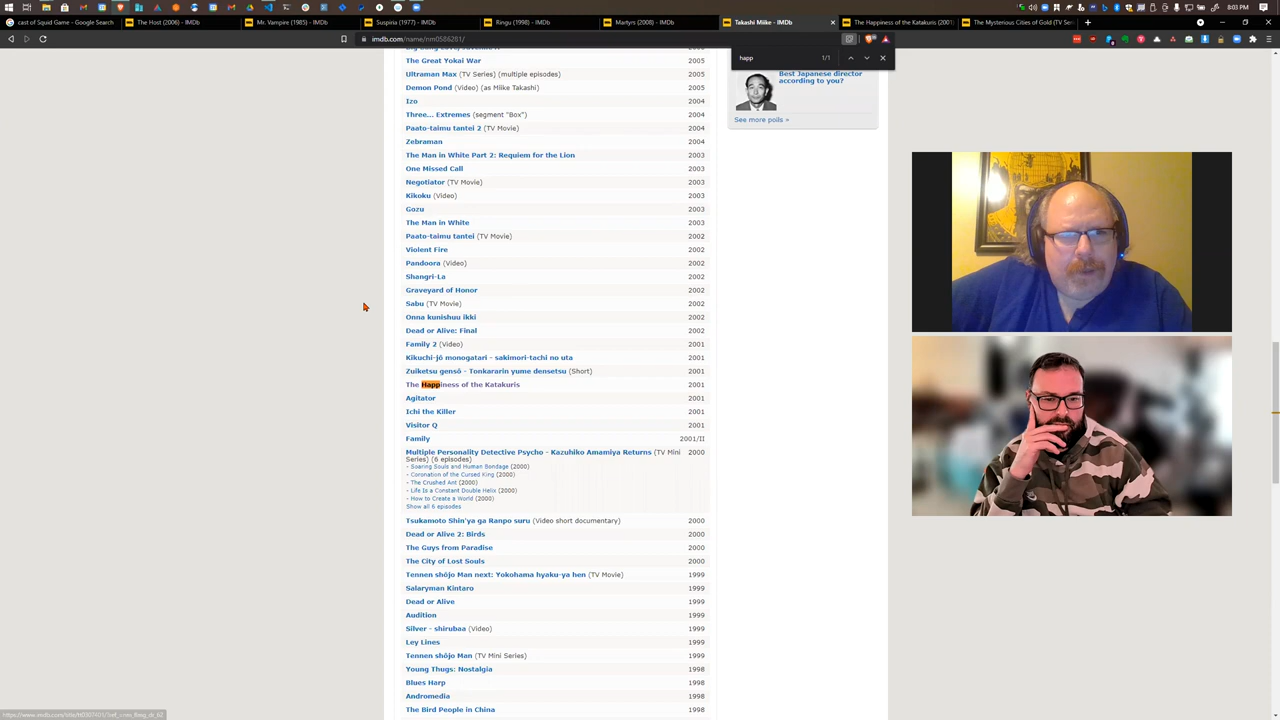 cast of Squid Game - Google Search
The Host (2006) - IMDb
Mr. Vampire (1985) - IMDb
Suspiria (1977) - IMDb
Ringu (1998) - IMDb
Martyrs (2008) - IMDb
Takashi Miike - IMDb
The Happiness of the Katakuris (2001)
The Mysterious Cities of Gold (TV Seri
8:03 PM
imdb.com/name/nm0586281/
happ
1/1
The Great Yokai War 2005
Ultraman Max (TV Series) (multiple episodes) 2005
Demon Pond (Video) (as Miike Takashi) 2005
Izo 2004
Three... Extremes (segment "Box") 2004
Paato-taimu tantei 2 (TV Movie) 2004
Zebraman 2004
The Man in White Part 2: Requiem for the Lion 2003
One Missed Call 2003
Negotiator (TV Movie) 2003
Kikoku (Video) 2003
Gozu 2003
The Man in White 2003
Paato-taimu tantei (TV Movie) 2002
Violent Fire 2002
Pandoora (Video) 2002
Shangri-La 2002
Graveyard of Honor 2002
Sabu (TV Movie) 2002
Onna kunishuu ikki 2002
Dead or Alive: Final 2002
Family 2 (Video) 2001
Kikuchi-jô monogatari - sakimori-tachi no uta 2001
Zuiketsu gensô - Tonkararin yume densetsu (Short) 2001
The Happiness of the Katakuris 2001
Agitator 2001
Ichi the Killer 2001
Visitor Q 2001
Family 2001/II
Multiple Personality Detective Psycho - Kazuhiko Amamiya Returns (TV Mini 2000
Series) (6 episodes)
- Soaring Souls and Human Bondage (2000)
- Coronation of the Cursed King (2000)
- The Crushed Ant (2000)
- Life Is a Constant Double Helix (2000)
- How to Create a World (2000)
Show all 6 episodes
Tsukamoto Shin'ya ga Ranpo suru (Video short documentary) 2000
Dead or Alive 2: Birds 2000
The Guys from Paradise 2000
The City of Lost Souls 2000
Tennen shôjo Man next: Yokohama hyaku-ya hen (TV Movie) 1999
Salaryman Kintaro 1999
Dead or Alive 1999
Audition 1999
Silver - shirubaa (Video) 1999
Ley Lines 1999
Tennen shôjo Man (TV Mini Series) 1999
Young Thugs: Nostalgia 1998
Blues Harp 1998
Andromedia 1998
The Bird People in China 1998
Best Japanese director
according to you?
See more polls »